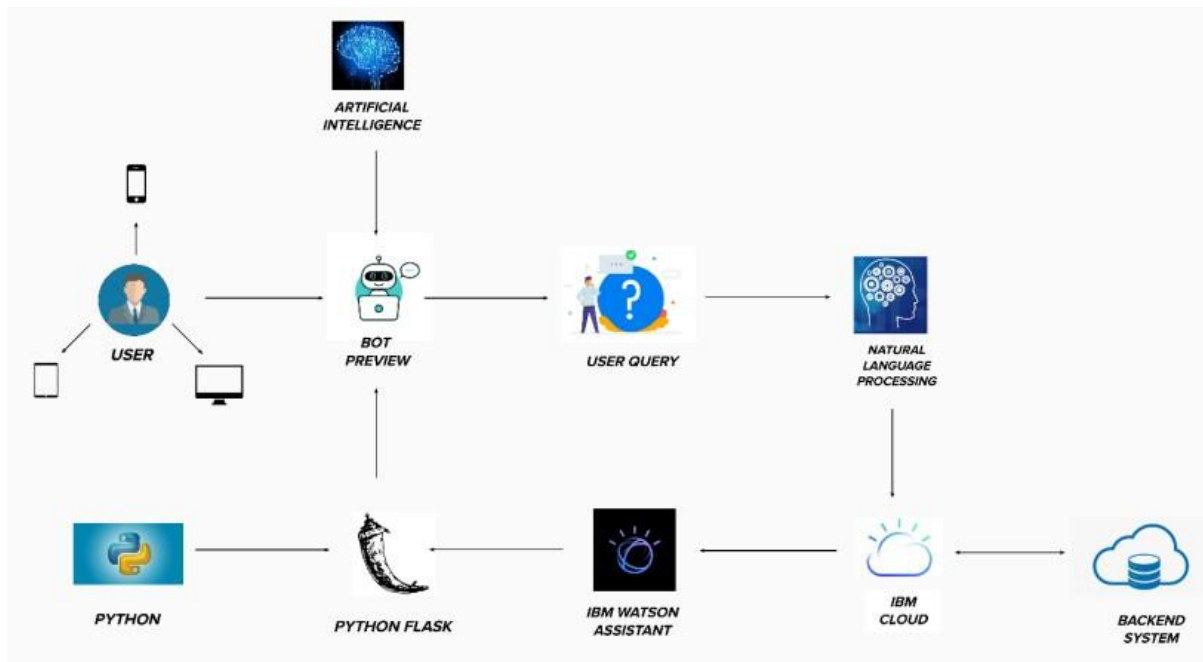 ARTIFICIAL
INTELLIGENCE
USER
BOT
PREVIEW
USER QUERY
NATURAL
LANGUAGE
PROCESSING
PYTHON
PYTHON FLASK
IBM WATSON
ASSISTANT
IBM
CLOUD
BACKEND
SYSTEM